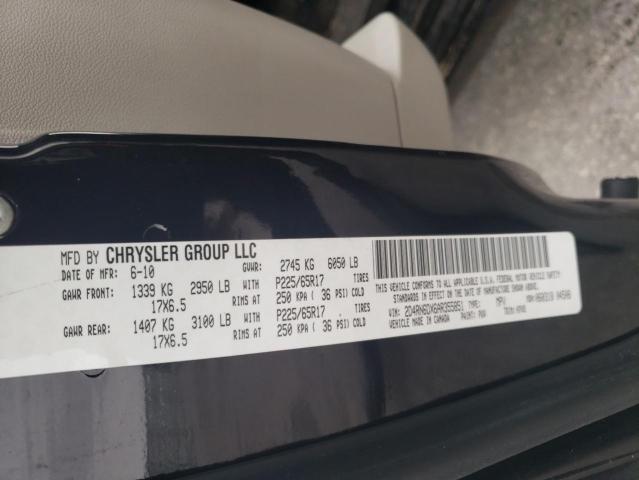 MFD BY CHRYSLER GROUP LLC
DATE OF MFR: 6-10 GVWR: 2745 KG 6050 LB
GAWR FRONT: 1339 KG 2950 LB WITH P225/65R17 TIRES
17X6.5 RIMS AT 250 KPA ( 36 PSI) COLD
GAWR REAR: 1407 KG 3100 LB WITH P225/65R17 TIRES
17X6.5 RIMS AT 250 KPA ( 36 PSI) COLD
THIS VEHICLE CONFORMS TO ALL APPLICABLE U.S.A. FEDERAL MOTOR VEHICLE SAFETY,
STANDARDS IN EFFECT ON THE DATE OF MANUFACTURE SHOWN ABOVE.
VIN: TYPE: MPV
VEHICLE MADE IN CANADA PAINT: TRIM: